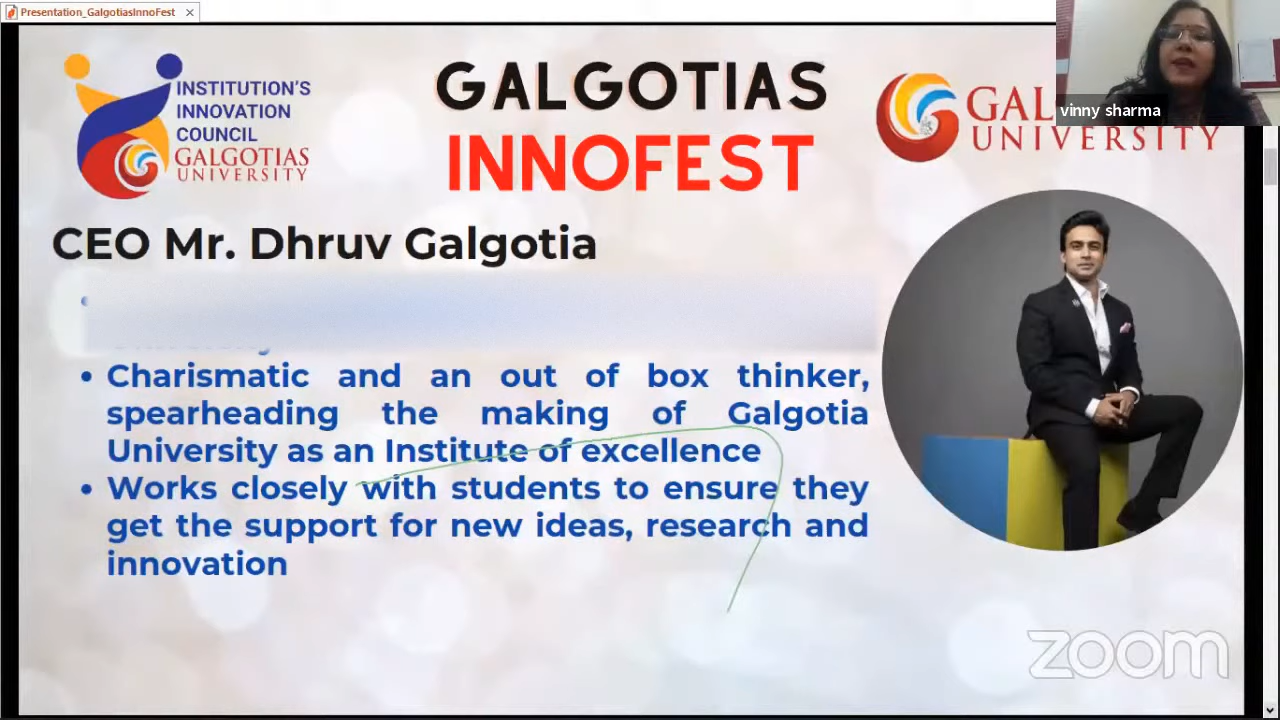 Presentation_GalgotiasInnoFest
INSTITUTION'S
INNOVATION
COUNCIL
GALGOTIAS
UNIVERSITY
GALGOTIAS
INNOFEST
UNIVERSITY
vinny sharma
CEO Mr. Dhruv Galgotia
• Charismatic and an out of box thinker,
spearheading the making of Galgotia
University as an Institute of excellence
• Works closely with students to ensure they
get the support for new ideas, research and
innovation
zoom